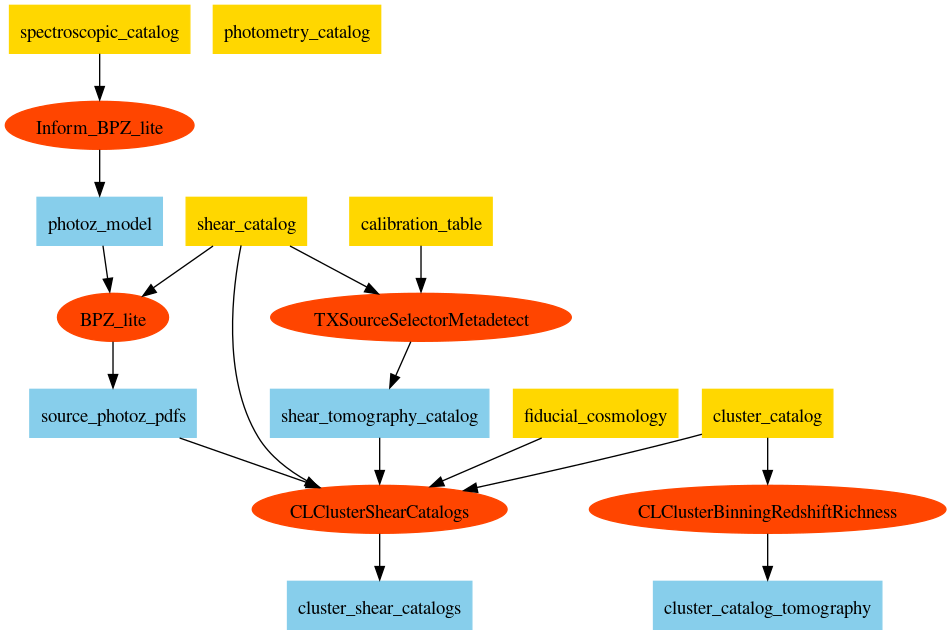 spectroscopic_catalog
photometry_catalog
Inform_BPZ_lite
photoz_model
shear_catalog
calibration_table
BPZ_lite
TXSourceSelectorMetadetect
source_photoz_pdfs
shear_tomography_catalog
fiducial_cosmology
cluster_catalog
CLClusterShearCatalogs
CLClusterBinningRedshiftRichness
cluster_shear_catalogs
cluster_catalog_tomography